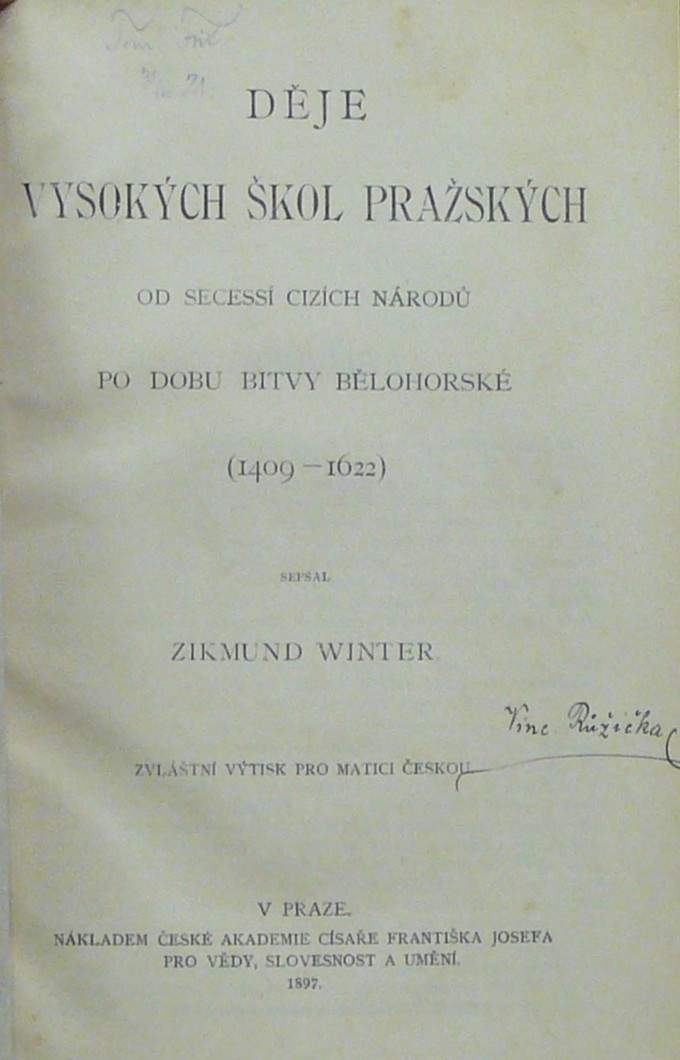 DĚJE
VYSOKÝCH ŠKOL PRAŽSKÝCH
OD SECESSÍ CIZÍCH NÁRODŮ
PO DOBU BITVY BĚLOHORSKÉ
(1409—1622)
SEPSAL
ZIKMUND WINTER.
Vinc. Růžička
ZVLÁŠTNÍ VÝTISK PRO MATICI ČESKOU.
V PRAZE.
NÁKLADEM ČESKÉ AKADEMIE CÍSAŘE FRANTIŠKA JOSEFA
PRO VĚDY, SLOVESNOST A UMĚNÍ.
1897.